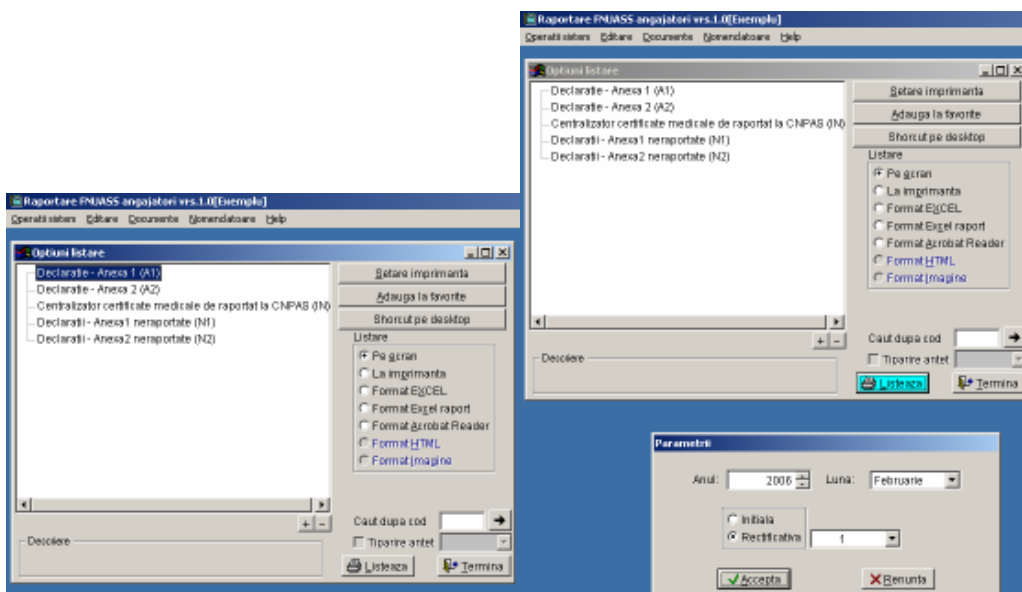 Raportare FNUASS angajatori vrs.1.0[Exemplu]
Operatii sistem Editare Documente Nomenclatoare Help
Optiuni listare
Declaratie - Anexa 1 (A1)
Declaratie - Anexa 2 (A2)
Centralizator certificate medicale de raportat la CNPAS (IN)
Declaratii - Anexa1 neraportate (N1)
Declaratii - Anexa2 neraportate (N2)
Setare imprimanta
Adauga la favorite
Shorcut pe desktop
Listare
Pe ecran
La imprimanta
Format EXCEL
Format Excel raport
Format Acrobat Reader
Format HTML
Format Imagine
+ -
Caut dupa cod
Descriere
Tiparire antet
Listeaza
Termina
Raportare FNUASS angajatori vrs.1.0[Exemplu]
Operatii sistem Editare Documente Nomenclatoare Help
Optiuni listare
Declaratie - Anexa 1 (A1)
Declaratie - Anexa 2 (A2)
Centralizator certificate medicale de raportat la CNPAS (IN)
Declaratii - Anexa1 neraportate (N1)
Declaratii - Anexa2 neraportate (N2)
Setare imprimanta
Adauga la favorite
Shorcut pe desktop
Listare
Pe ecran
La imprimanta
Format EXCEL
Format Excel raport
Format Acrobat Reader
Format HTML
Format Imagine
+ -
Caut dupa cod
Descriere
Tiparire antet
Listeaza
Termina
Parametrii
Anul: 2006 Luna: Februarie
Initiala
Rectificativa 1
Accepta Renunta